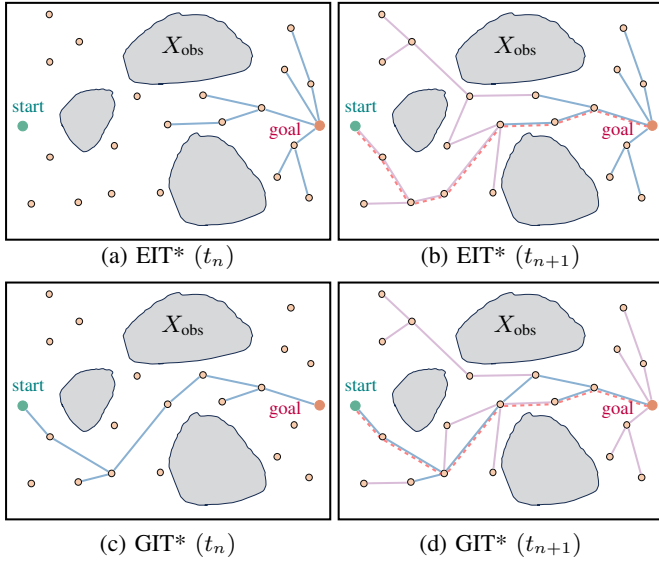 X_obs
start
goal
(a) EIT* (t_n)
X_obs
start
goal
(b) EIT* (t_{n+1})
X_obs
start
goal
(c) GIT* (t_n)
X_obs
start
goal
(d) GIT* (t_{n+1})